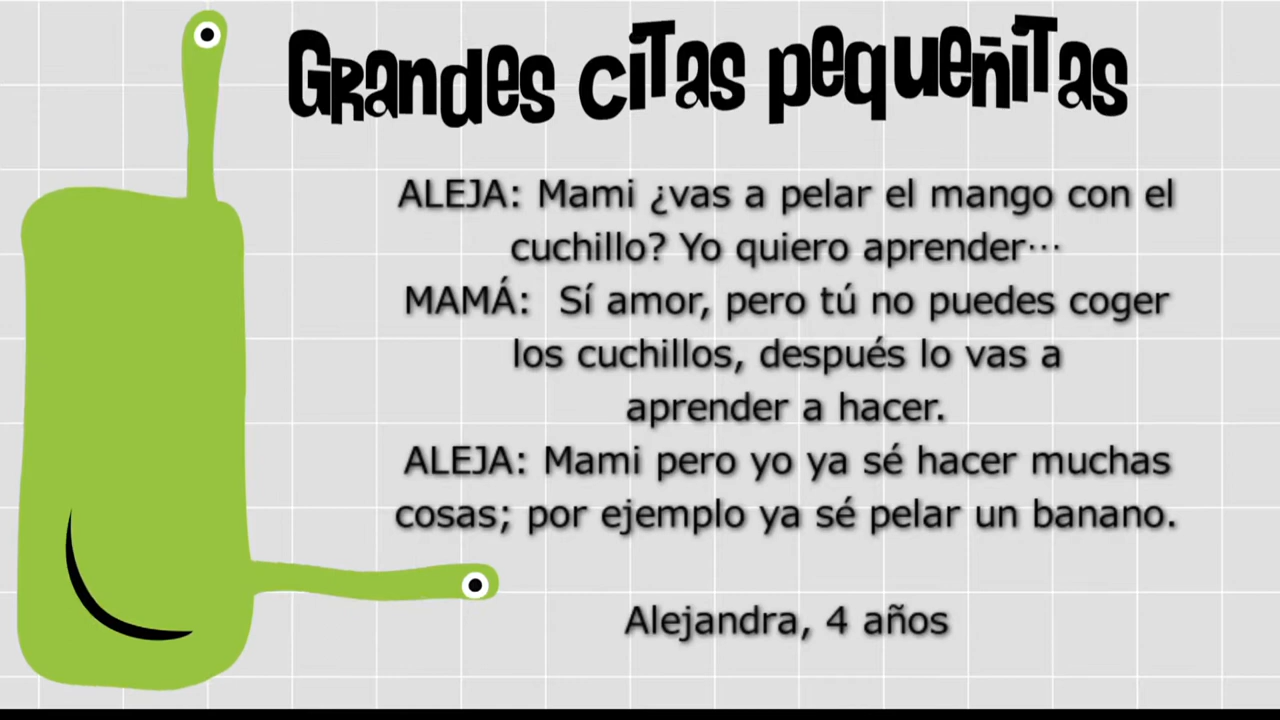 Grandes citas pequeñitas
ALEJA: Mami ¿vas a pelar el mango con el
cuchillo? Yo quiero aprender···
MAMÁ:  Sí amor, pero tú no puedes coger
los cuchillos, después lo vas a
aprender a hacer.
ALEJA: Mami pero yo ya sé hacer muchas
cosas; por ejemplo ya sé pelar un banano.
Alejandra, 4 años